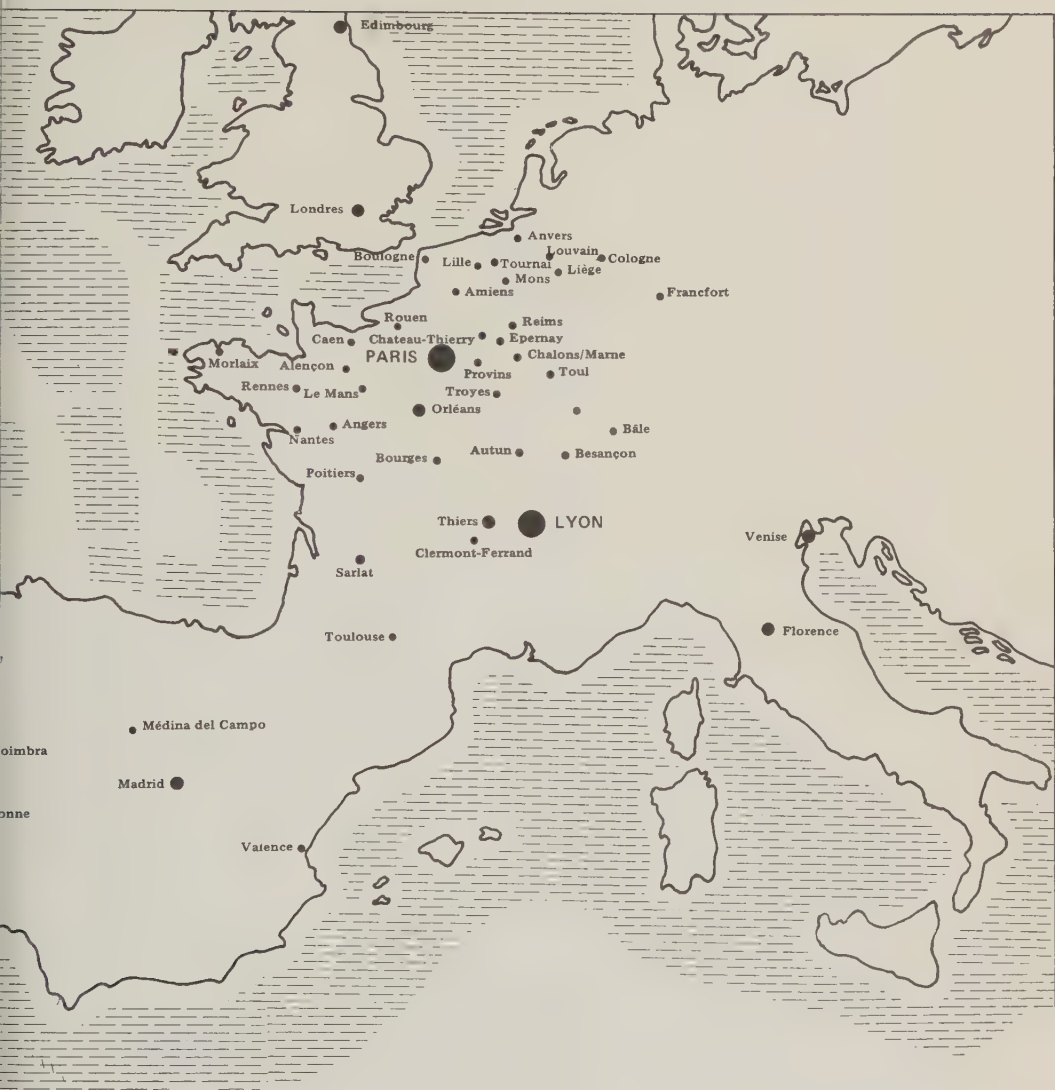 Edimbourg
Londres
Anvers
Boulogne
Lille
Tournai
Louvain
Cologne
Liège
Mons
Amiens
Francfort
Rouen
Reims
Caen
Chateau-Thierry
Epernay
PARIS
Chalons/Marne
Morlaix
Alençon
Provins
Toul
Rennes
Le Mans
Troyes
Orléans
Nantes
Angers
Bâle
Bourges
Autun
Besançon
Poitiers
Thiers
LYON
Clermont-Ferrand
Venise
Sarlat
Toulouse
Florence
Médina del Campo
oimbra
Madrid
onne
Valence